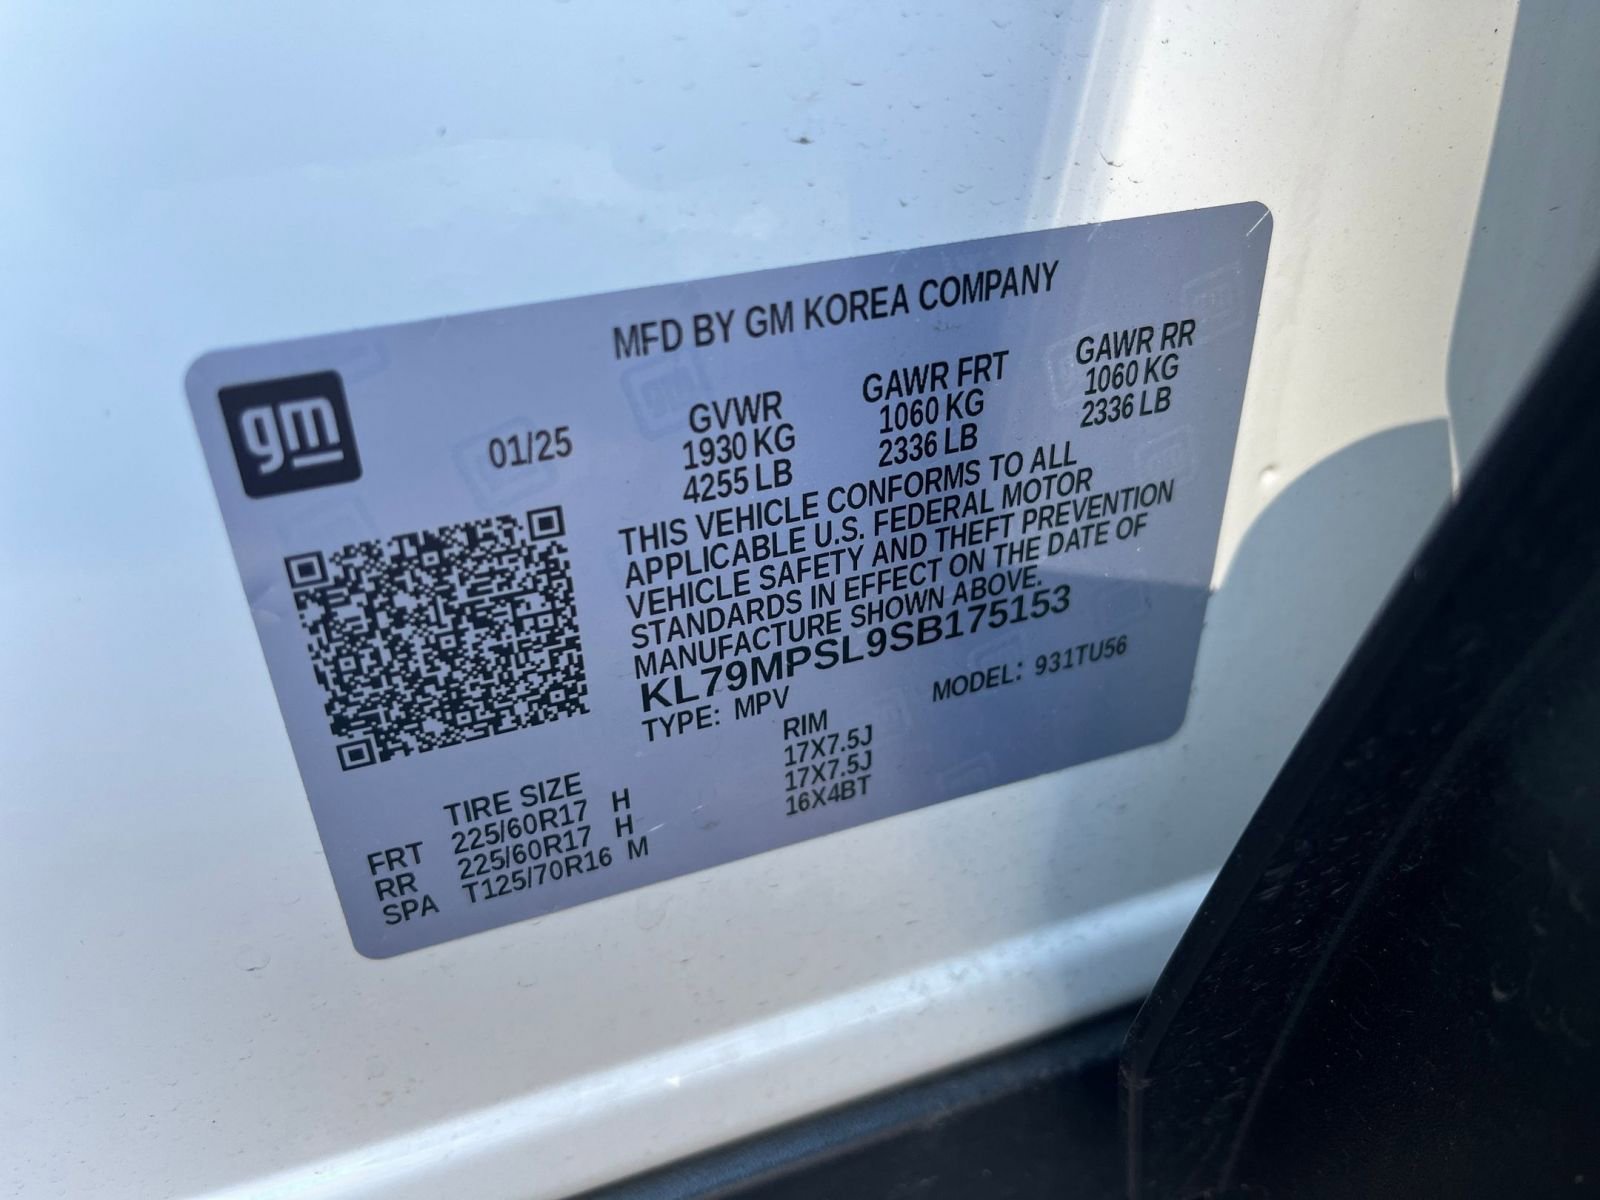 MFD BY GM KOREA COMPANY
gm
01/25
GVWR GAWR FRT GAWR RR
1930 KG 1060 KG 1060 KG
4255 LB 2336 LB 2336 LB
THIS VEHICLE CONFORMS TO ALL
APPLICABLE U.S. FEDERAL MOTOR
VEHICLE SAFETY AND THEFT PREVENTION
STANDARDS IN EFFECT ON THE DATE OF
MANUFACTURE SHOWN ABOVE.
KL79MPSL9SB175153
TYPE: MPV MODEL: 931TU56
TIRE SIZE RIM
FRT 225/60R17 H 17X7.5J
RR 225/60R17 H 17X7.5J
SPA T125/70R16 M 16X4BT